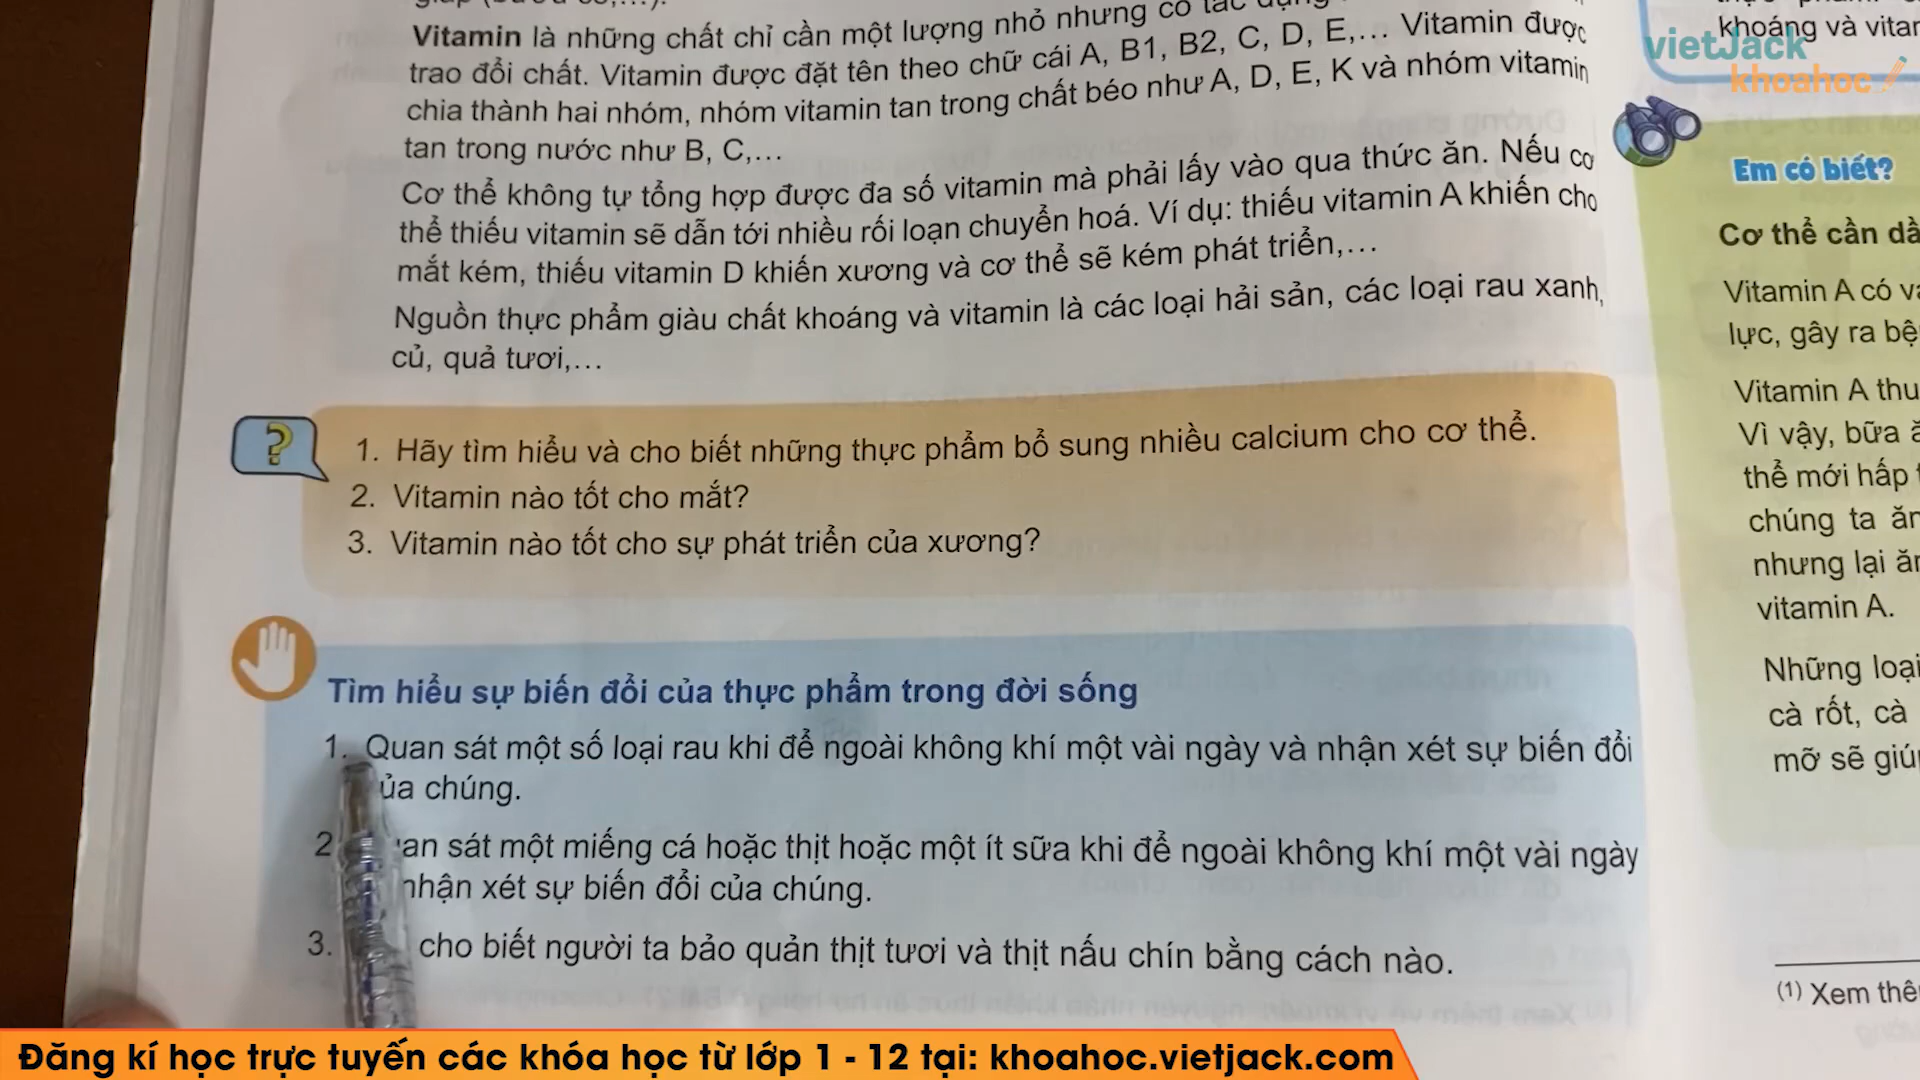 Vitamin là những chất chỉ cần một lượng nhỏ nhưng có tác
trao đổi chất. Vitamin được đặt tên theo chữ cái A, B1, B2, C, D, E,... Vitamin được
chia thành hai nhóm, nhóm vitamin tan trong chất béo như A, D, E, K và nhóm vitamin
tan trong nước như B, C,...
Cơ thể không tự tổng hợp được đa số vitamin mà phải lấy vào qua thức ăn. Nếu cơ
thể thiếu vitamin sẽ dẫn tới nhiều rối loạn chuyển hoá. Ví dụ: thiếu vitamin A khiến cho
mắt kém, thiếu vitamin D khiến xương và cơ thể sẽ kém phát triển,...
Nguồn thực phẩm giàu chất khoáng và vitamin là các loại hải sản, các loại rau xanh,
củ, quả tươi,...
?
1. Hãy tìm hiểu và cho biết những thực phẩm bổ sung nhiều calcium cho cơ thể.
2. Vitamin nào tốt cho mắt?
3. Vitamin nào tốt cho sự phát triển của xương?
Tìm hiểu sự biến đổi của thực phẩm trong đời sống
1. Quan sát một số loại rau khi để ngoài không khí một vài ngày và nhận xét sự biến đổi
ủa chúng.
2 an sát một miếng cá hoặc thịt hoặc một ít sữa khi để ngoài không khí một vài ngày
nhận xét sự biến đổi của chúng.
3. cho biết người ta bảo quản thịt tươi và thịt nấu chín bằng cách nào.
khoáng và vitam
vietJack
khoahoc
Em có biết?
Cơ thể cần dầ
Vitamin A có va
lực, gây ra bệ
Vitamin A thu
Vì vậy, bữa ă
thể mới hấp t
chúng ta ăn
nhưng lại ăn
vitamin A.
Những loại
cà rốt, cà
mỡ sẽ giúp
(1) Xem thê
Đăng kí học trực tuyến các khóa học từ lớp 1 - 12 tại: khoahoc.vietjack.com